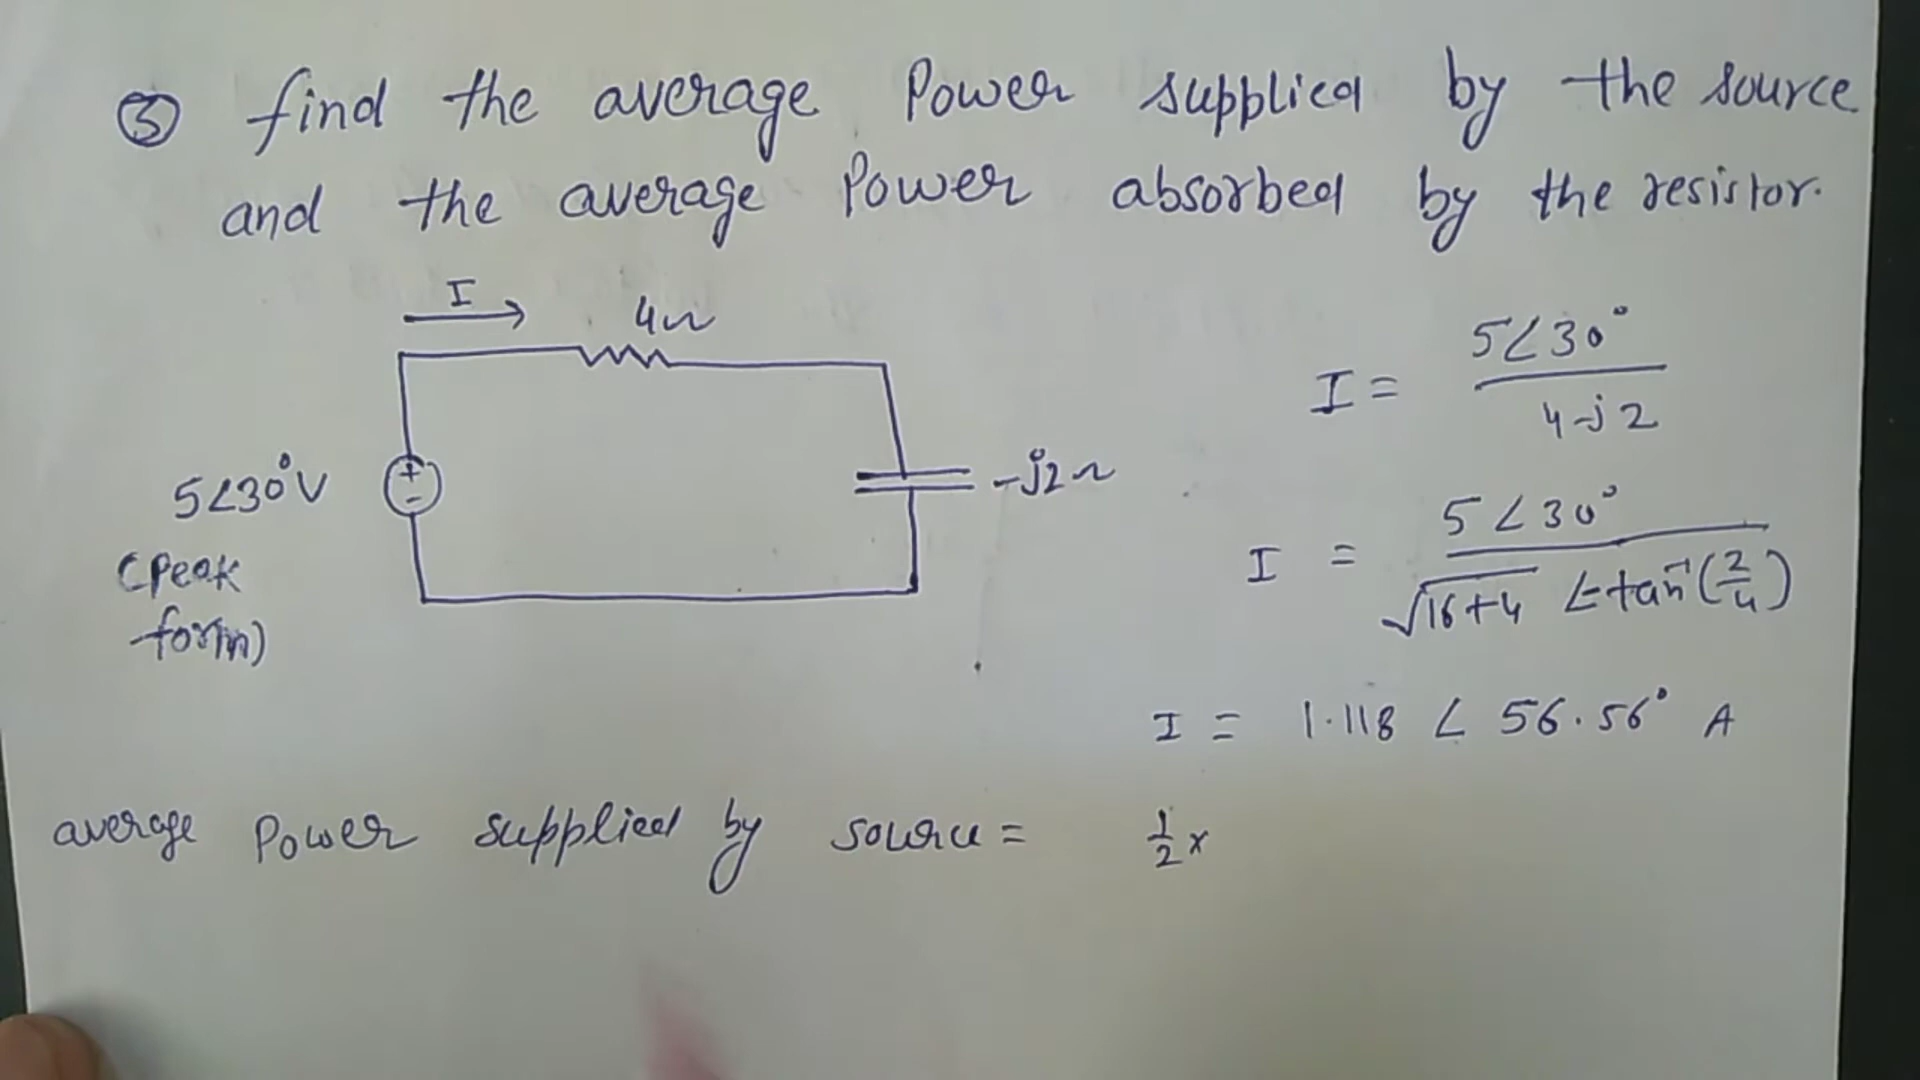 ③ find the average Power supplied by the source
and the average Power absorbed by the resistor.
I
4Ω
5∠30°V
(Peak
form)
+
-
-j2Ω
I = 5∠30° / 4-j2
I = 5∠30° / √16+4 ∠-tan⁻¹(2/4)
I = 1.118 ∠ 56.56° A
average Power supplied by source = 1/2 x